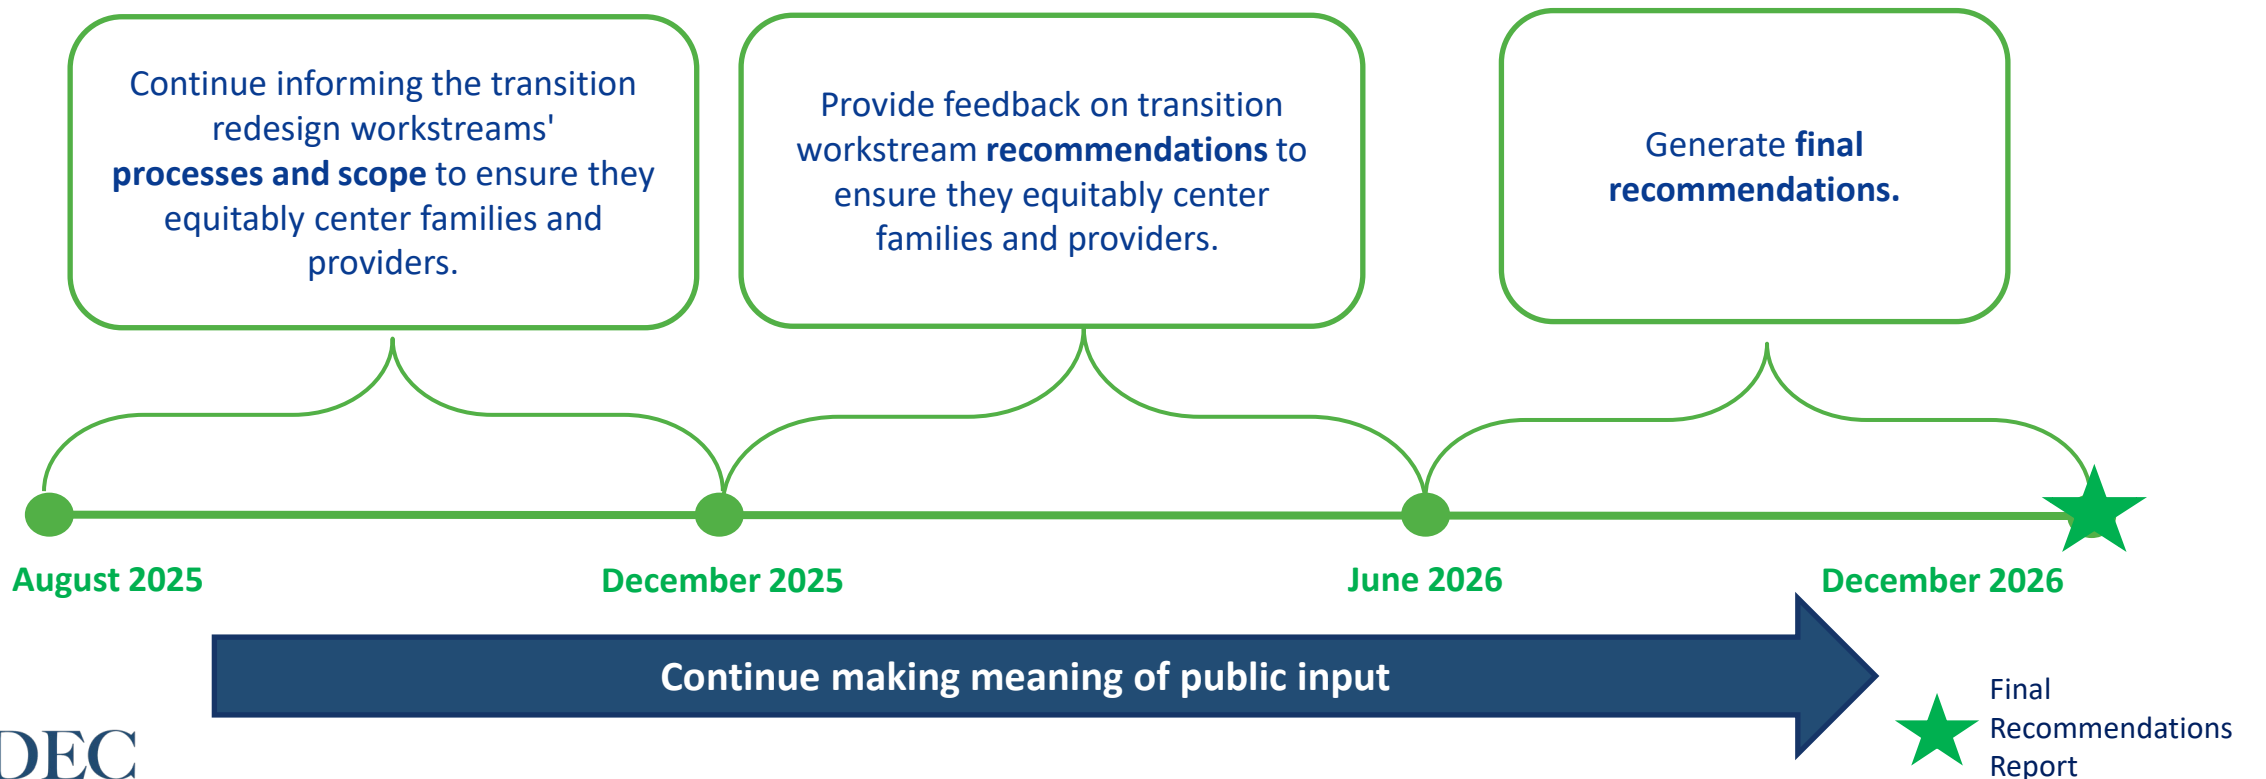 Continue informing the transition
redesign workstreams'
processes and scope to ensure they
equitably center families and
providers.
Provide feedback on transition
workstream recommendations to
ensure they equitably center
families and providers.
Generate final
recommendations.
August 2025
December 2025
June 2026
December 2026
Continue making meaning of public input
Final
Recommendations
Report
DEC